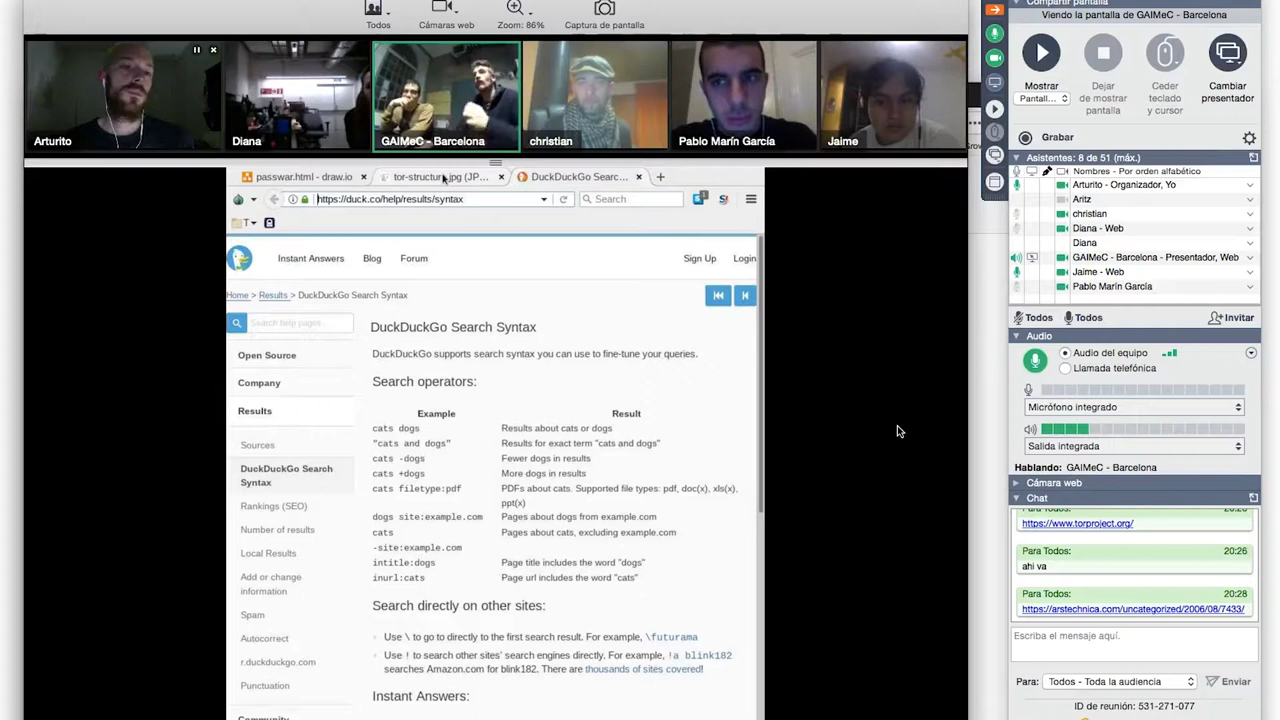 Todos
Cámaras web
Zoom: 86%
Captura de pantalla
Arturito
Diana
GAIMeC - Barcelona
christian
Pablo Marín García
Jaime
passwar.html - draw.io
tor-structure.jpg (JP...
DuckDuckGo Searc...
https://duck.co/help/results/syntax
Search
T
Instant Answers
Blog
Forum
Sign Up
Login
Home > Results > DuckDuckGo Search Syntax
Search help pages...
Open Source
Company
Results
Sources
DuckDuckGo Search
Syntax
Rankings (SEO)
Number of results
Local Results
Add or change
information
Spam
Autocorrect
r.duckduckgo.com
Punctuation
Community
DuckDuckGo Search Syntax
DuckDuckGo supports search syntax you can use to fine-tune your queries.
Search operators:
Example Result
cats dogs Results about cats or dogs
"cats and dogs" Results for exact term "cats and dogs"
cats -dogs Fewer dogs in results
cats +dogs More dogs in results
cats filetype:pdf PDFs about cats. Supported file types: pdf, doc(x), xls(x),
ppt(x)
dogs site:example.com Pages about dogs from example.com
cats Pages about cats, excluding example.com
-site:example.com
intitle:dogs Page title includes the word "dogs"
inurl:cats Page url includes the word "cats"
Search directly on other sites:
Use \ to go to directly to the first search result. For example, \futurama
Use ! to search other sites' search engines directly. For example, !a blink182
searches Amazon.com for blink182. There are thousands of sites covered!
Instant Answers:
Compartir pantalla
Viendo la pantalla de GAIMeC - Barcelona
Mostrar
Pantall...
Dejar
de mostrar
pantalla
Ceder
teclado
y cursor
Cambiar
presentador
Grabar
Asistentes: 8 de 51 (máx.)
Nombres - Por orden alfabético
Arturito - Organizador, Yo
Aritz
christian
Diana - Web
Diana
GAIMeC - Barcelona - Presentador, Web
Jaime - Web
Pablo Marín García
Todos
Todos
Invitar
Audio
Audio del equipo
Llamada telefónica
Micrófono integrado
Salida integrada
Hablando: GAIMeC - Barcelona
Cámara web
Chat
https://www.torproject.org/
Para Todos: 20:26
ahi va
Para Todos: 20:28
https://arstechnica.com/uncategorized/2006/08/7433/
Escriba el mensaje aquí.
Para: Todos - Toda la audiencia
Enviar
ID de reunión: 531-271-077